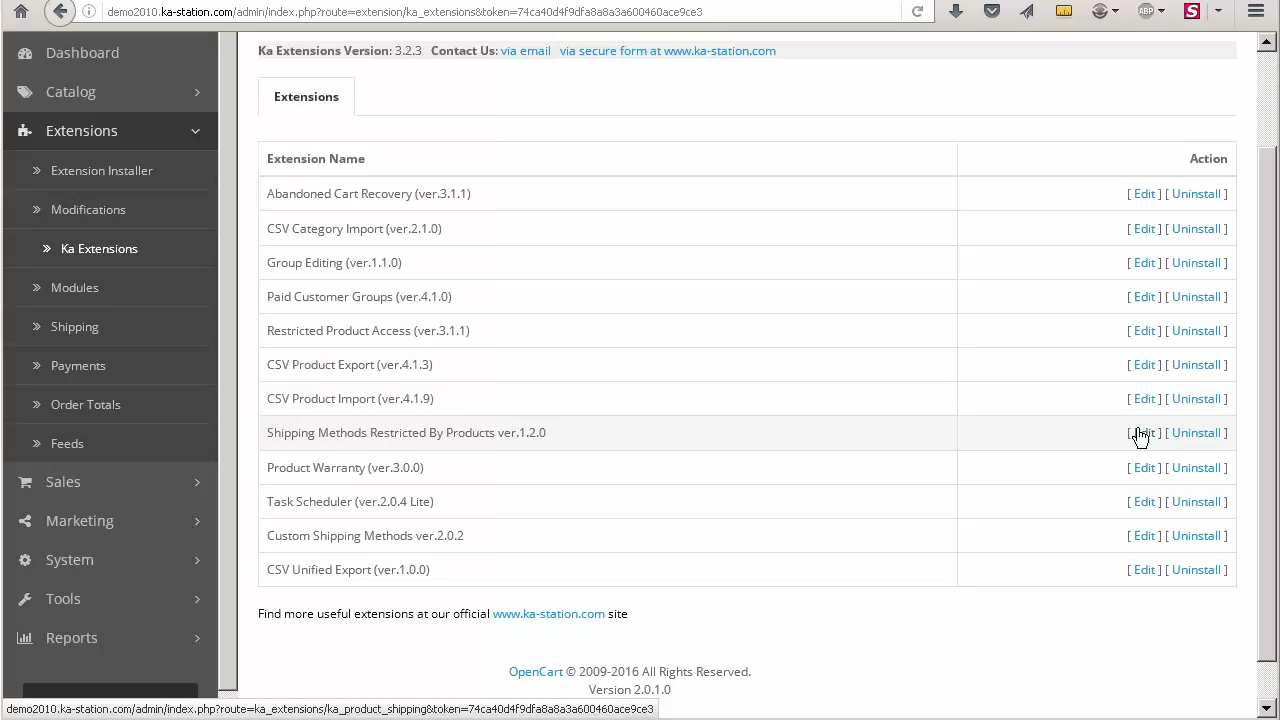 demo2010.ka-station.com/admin/index.php?route=extension/ka_extensions&token=74ca40d4f9dfa8a8a3a600460ace9ce3
ABP
S
Dashboard
Catalog
Extensions
Extension Installer
Modifications
Ka Extensions
Modules
Shipping
Payments
Order Totals
Feeds
Sales
Marketing
System
Tools
Reports
Ka Extensions Version: 3.2.3 Contact Us: via email via secure form at www.ka-station.com
Extensions
Extension Name Action
Abandoned Cart Recovery (ver.3.1.1) [ Edit ] [ Uninstall ]
CSV Category Import (ver.2.1.0) [ Edit ] [ Uninstall ]
Group Editing (ver.1.1.0) [ Edit ] [ Uninstall ]
Paid Customer Groups (ver.4.1.0) [ Edit ] [ Uninstall ]
Restricted Product Access (ver.3.1.1) [ Edit ] [ Uninstall ]
CSV Product Export (ver.4.1.3) [ Edit ] [ Uninstall ]
CSV Product Import (ver.4.1.9) [ Edit ] [ Uninstall ]
Shipping Methods Restricted By Products ver.1.2.0 [ Edit ] [ Uninstall ]
Product Warranty (ver.3.0.0) [ Edit ] [ Uninstall ]
Task Scheduler (ver.2.0.4 Lite) [ Edit ] [ Uninstall ]
Custom Shipping Methods ver.2.0.2 [ Edit ] [ Uninstall ]
CSV Unified Export (ver.1.0.0) [ Edit ] [ Uninstall ]
Find more useful extensions at our official www.ka-station.com site
OpenCart © 2009-2016 All Rights Reserved.
Version 2.0.1.0
demo2010.ka-station.com/admin/index.php?route=ka_extensions/ka_product_shipping&token=74ca40d4f9dfa8a8a3a600460ace9ce3